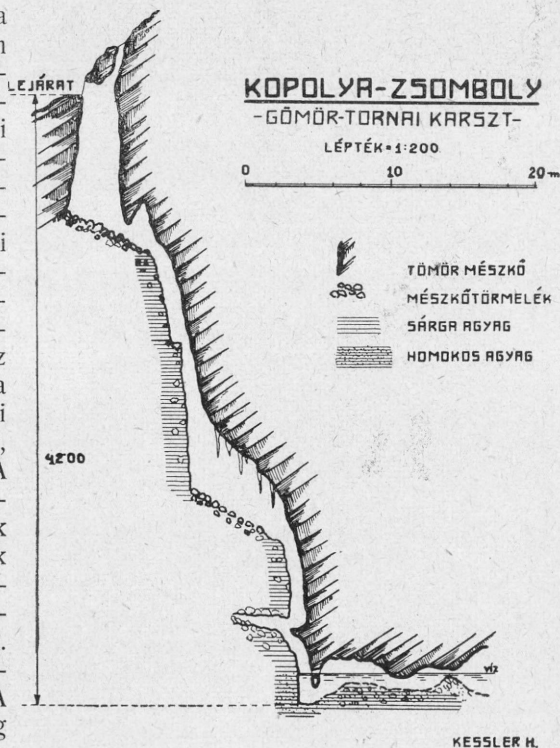 LEJÁRAT
KOPOLYA-ZSOMBOLY
-GÖMÖR-TORNAI KARSZT-
LÉPTÉK=1:200
0 10 20 m
TÖMÖR MÉSZKŐ
MÉSZKŐTÖRMELÉK
SÁRGA AGYAG
HOMOKOS AGYAG
42'00
VÍZ
KESSLER H.